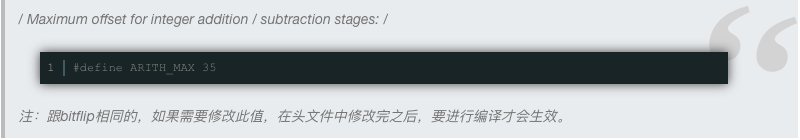 / Maximum offset for integer addition / subtraction stages: /
1 #define ARITH_MAX 35
注：跟bitflip相同的，如果需要修改此值，在头文件中修改完之后，要进行编译才会生效。